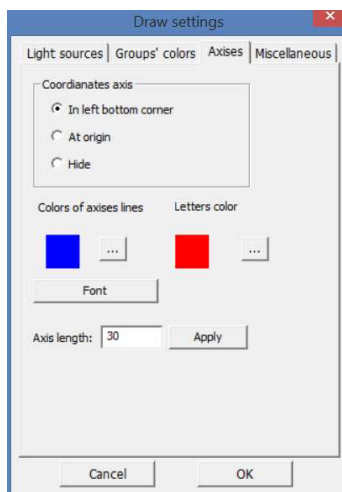 Draw settings
Light sources Groups' colors Axises Miscellaneous
Coordianates axis
In left bottom corner
At origin
Hide
Colors of axises lines Letters color
... ...
Font
Axis length: 30 Apply
Cancel OK